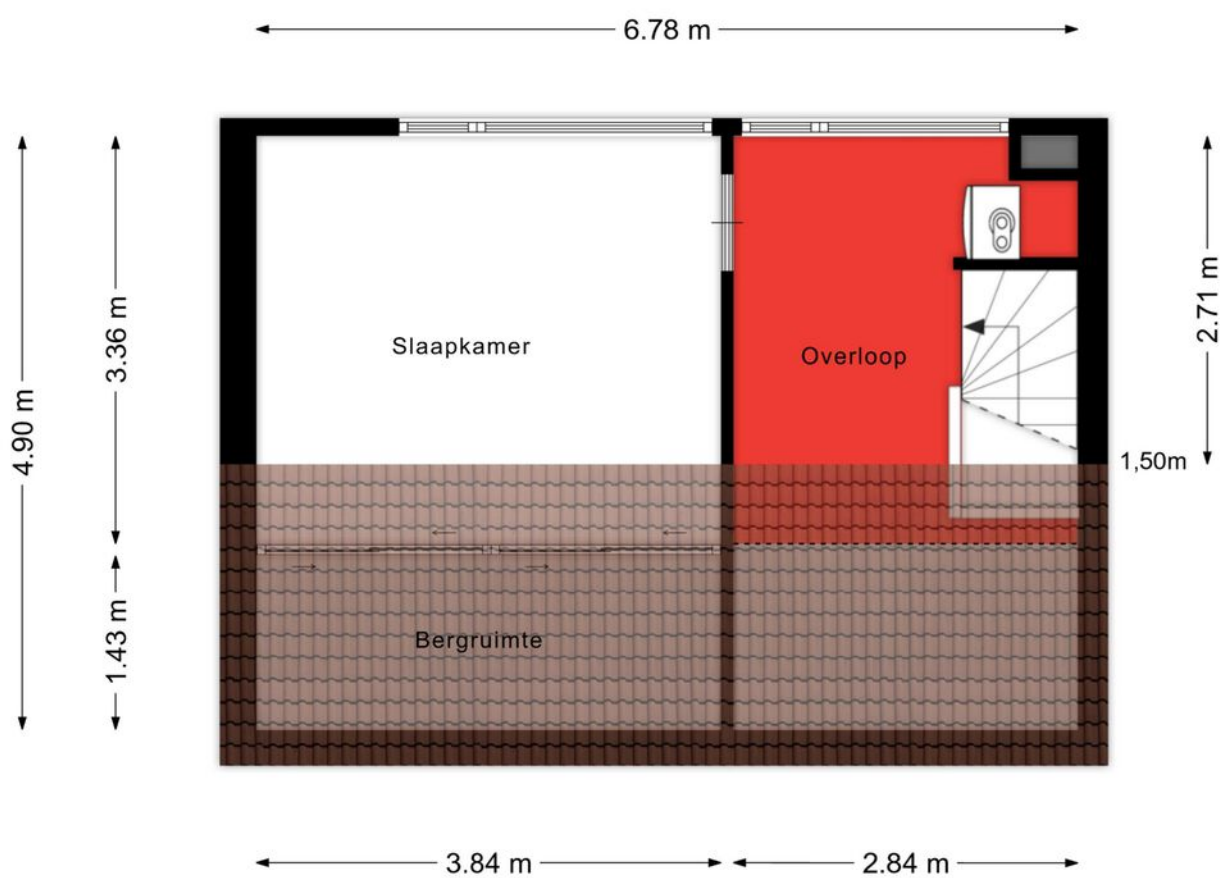 6.78 m
4.90 m
3.36 m
2.71 m
Slaapkamer
Overloop
1,50m
1.43 m
Bergruimte
3.84 m
2.84 m